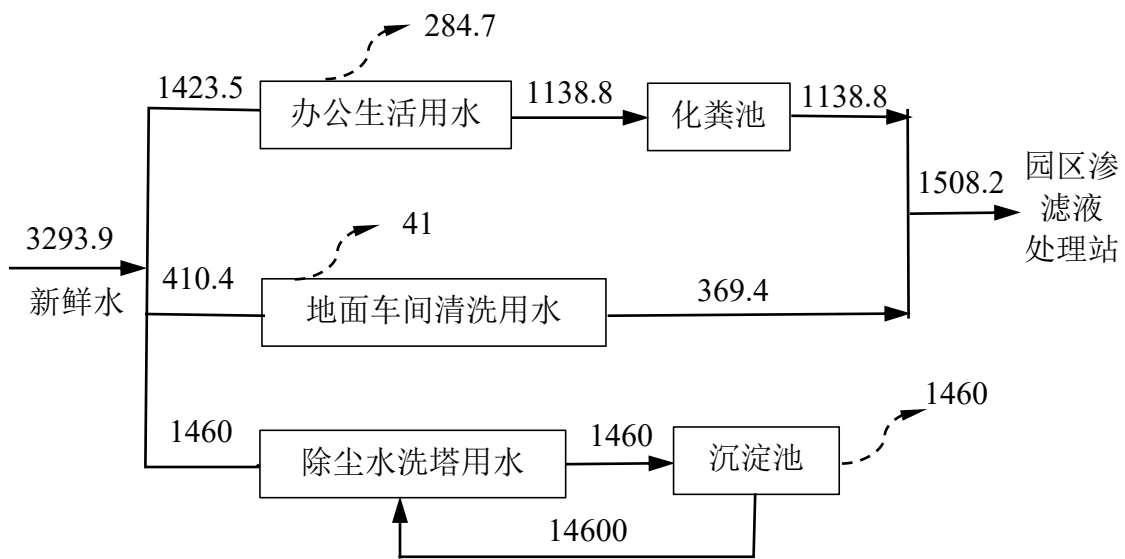 284.7
1423.5
办公生活用水
1138.8
化粪池
1138.8
1508.2
园区渗
滤液
处理站
3293.9
新鲜水
41
410.4
地面车间清洗用水
369.4
1460
除尘水洗塔用水
1460
沉淀池
1460
14600